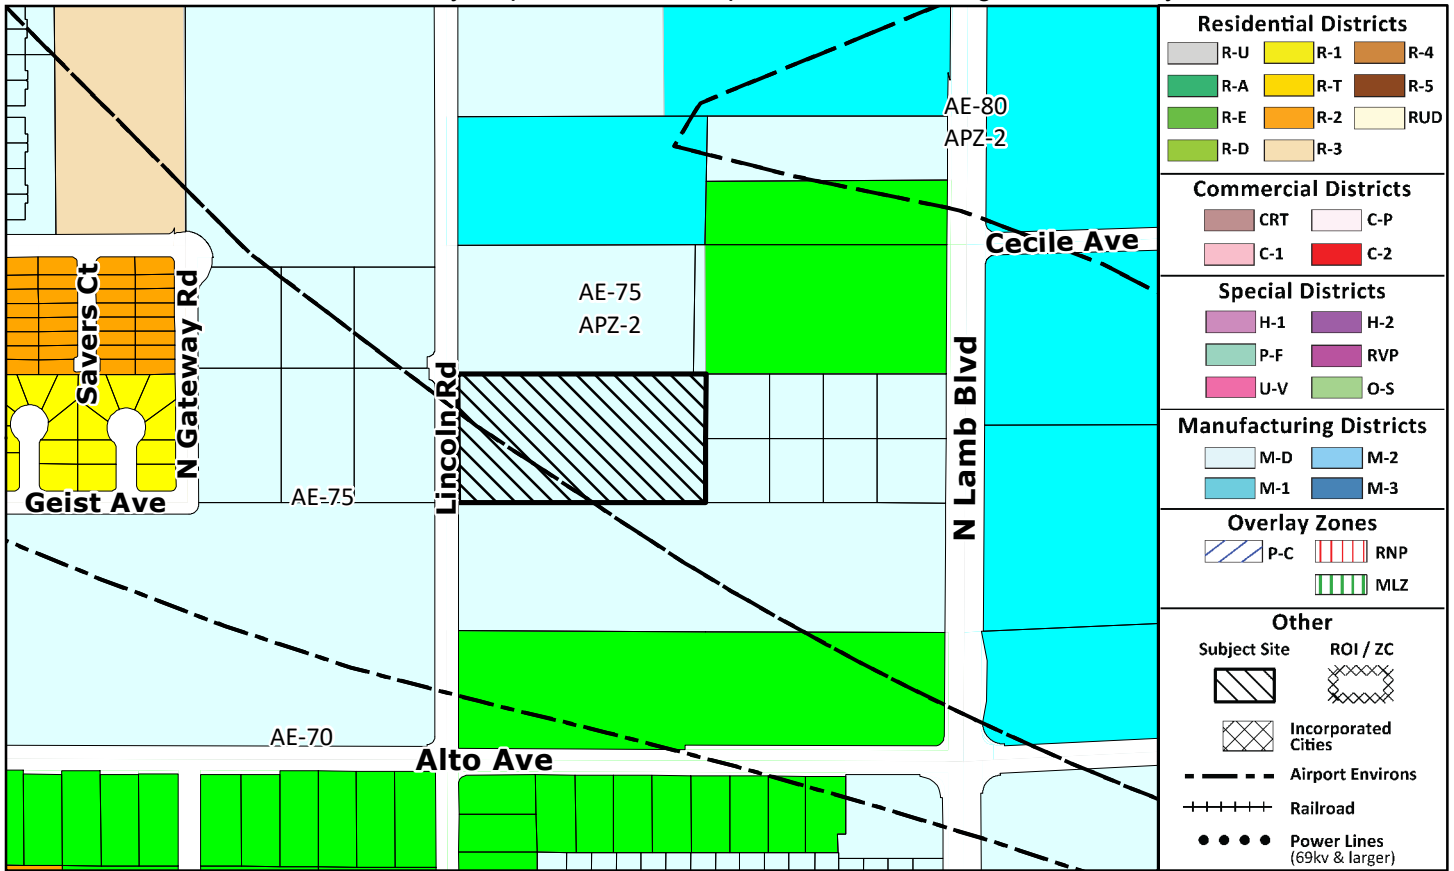 AE-80
APZ-2
Cecile Ave
AE-75
APZ-2
Savers Ct
N Gateway Rd
Lincoln Rd
N Lamb Blvd
Geist Ave
AE-75
AE-70
Alto Ave
Residential Districts
R-U
R-1
R-4
R-A
R-T
R-5
R-E
R-2
RUD
R-D
R-3
Commercial Districts
CRT
C-P
C-1
C-2
Special Districts
H-1
H-2
P-F
RVP
U-V
O-S
Manufacturing Districts
M-D
M-2
M-1
M-3
Overlay Zones
P-C
RNP
MLZ
Other
Subject Site
ROI / ZC
Incorporated
Cities
Airport Environs
Railroad
Power Lines
(69kv & larger)